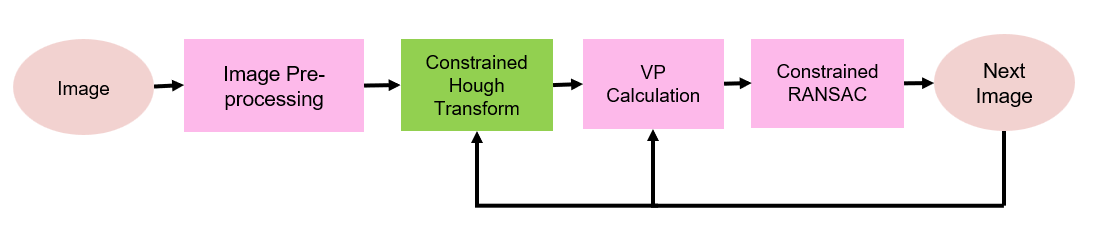 Image
Image Pre-
processing
Constrained
Hough
Transform
VP
Calculation
Constrained
RANSAC
Next
Image